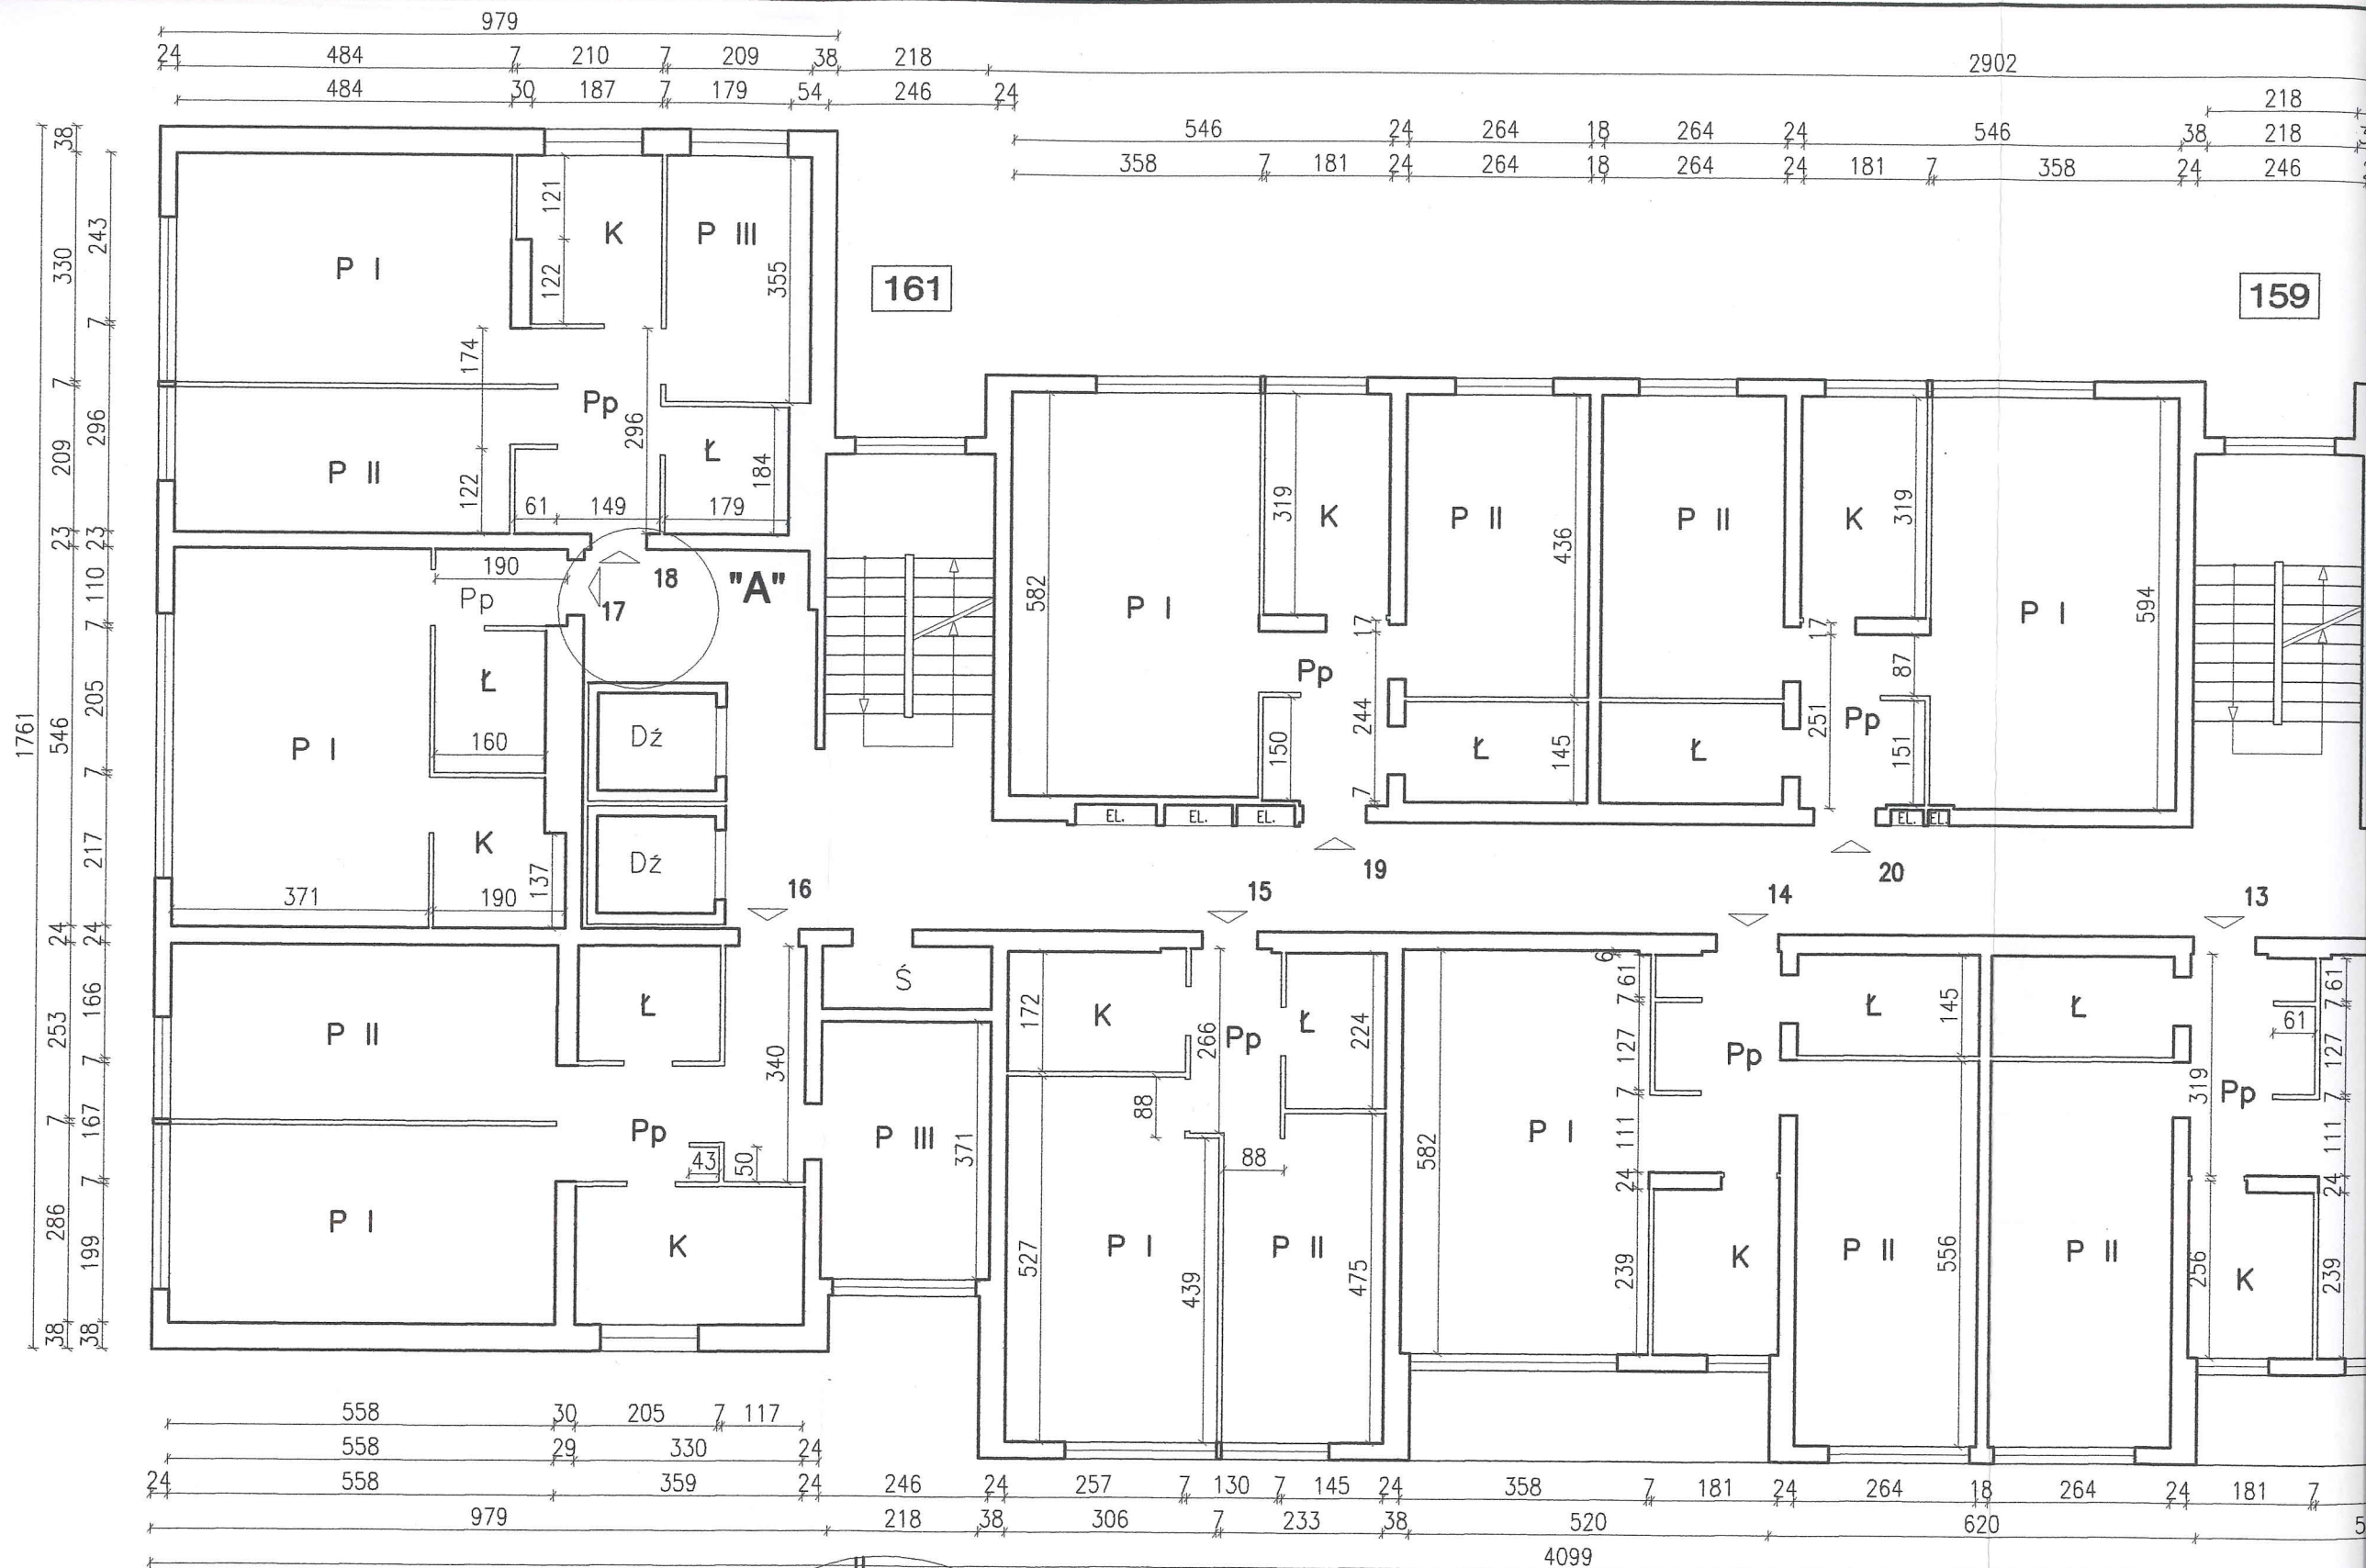 979
24 484 7 210 7 209 38 218 2902
484 30 187 7 179 54 246 24 218
546 24 264 18 264 24 546 38 218
358 7 181 24 264 18 264 24 181 7 358 24 246
1761
38 330 7 209 23 546 24 253 7 286 38
243 7 296 23 110 7 205 7 217 24 166 7 167 7 199 38
P I
121
122
K
P III
355
161
159
174
Pp
296
P II
122
61 149
Ł
184
179
190
Pp
17
18
"A"
P I
Ł
160
Dź
Dź
K
371
190
137
16
582
P I
319
K
P II
436
Pp
17
244
7
150
Ł
145
EL. EL. EL.
19
P II
K
319
P I
594
17
87
251
Pp
151
Ł
EL. EL.
20
15
14
13
P II
Ł
340
Ś
Pp
43
50
P I
K
P III
371
172
K
266
Pp
Ł
224
88
88
527
P I
439
P II
475
6
61
7
127
7
111
24
239
582
P I
Pp
K
Ł
145
P II
556
Ł
P II
319
Pp
256
K
61
7
61
127
7
111
24
239
558 30 205 7 117
558 29 330 24
24 558 359 24 246 24 257 7 130 7 145 24 358 7 181 24 264 18 264 24 181 7
979 218 38 306 7 233 38 520 620
4099